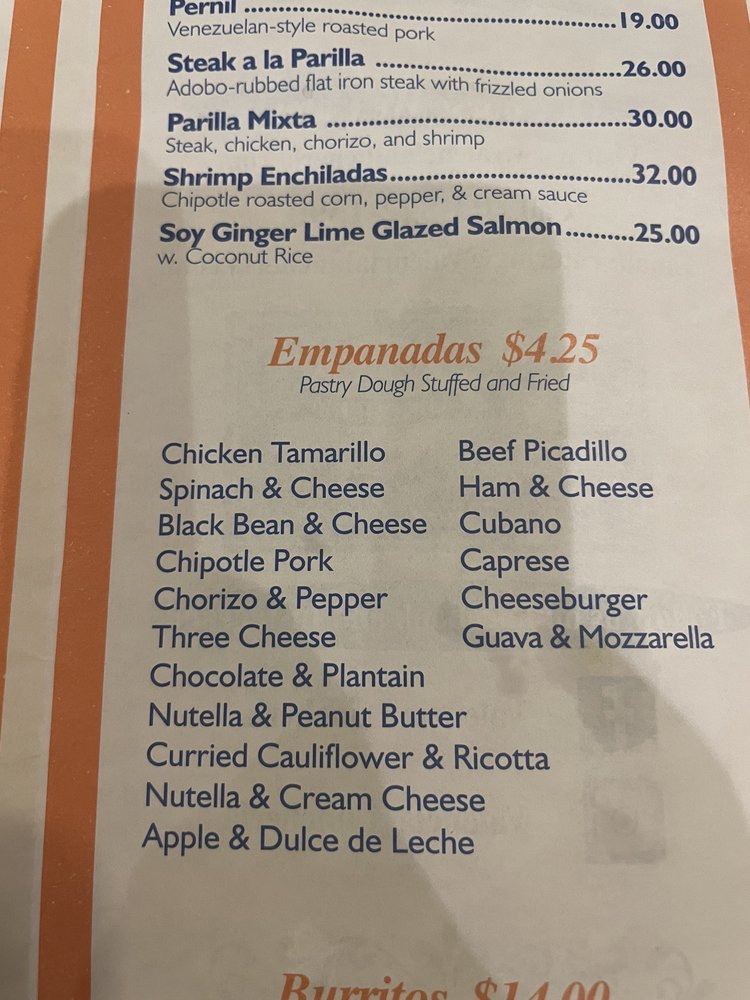 Pernil ..................................................19.00
Venezuelan-style roasted pork
Steak a la Parilla ..................................26.00
Adobo-rubbed flat iron steak with frizzled onions
Parilla Mixta ..........................................30.00
Steak, chicken, chorizo, and shrimp
Shrimp Enchiladas..................................32.00
Chipotle roasted corn, pepper, & cream sauce
Soy Ginger Lime Glazed Salmon..........25.00
w. Coconut Rice
Empanadas $4.25
Pastry Dough Stuffed and Fried
Chicken Tamarillo
Spinach & Cheese
Black Bean & Cheese
Chipotle Pork
Chorizo & Pepper
Three Cheese
Chocolate & Plantain
Nutella & Peanut Butter
Curried Cauliflower & Ricotta
Nutella & Cream Cheese
Apple & Dulce de Leche
Beef Picadillo
Ham & Cheese
Cubano
Caprese
Cheeseburger
Guava & Mozzarella
Burritos $14.00